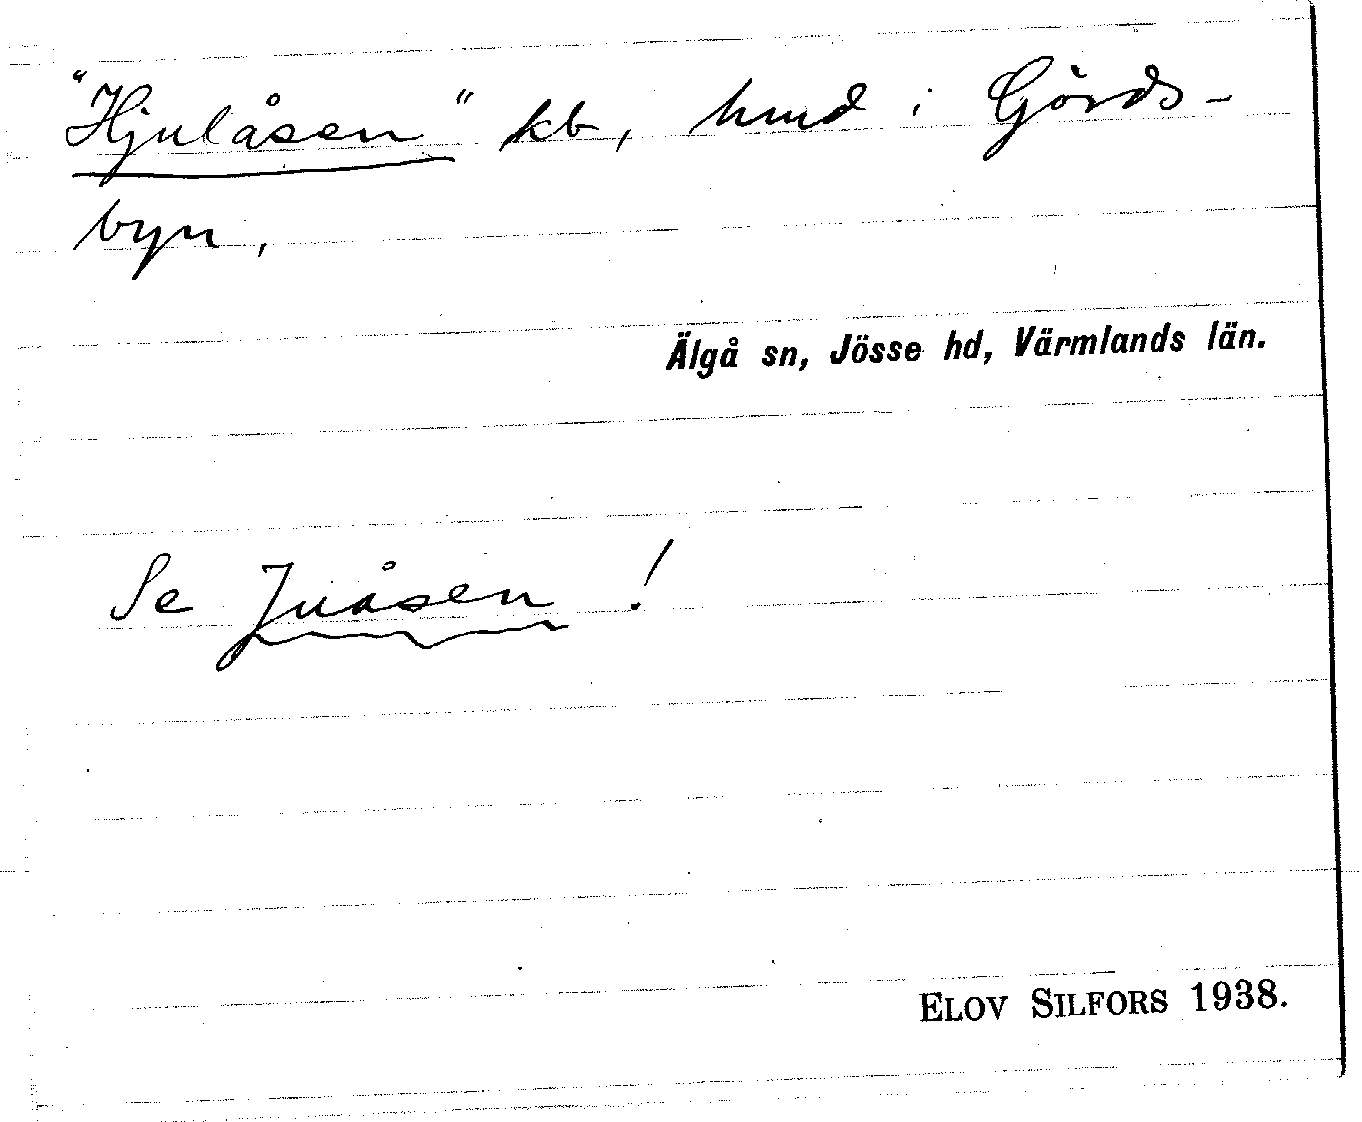 "Hjulåsen" kb, hmd i Görds-
byn,
Älgå sn, Jösse hd, Värmlands län.
Se Juåsen!
ELOV SILFORS 1938.